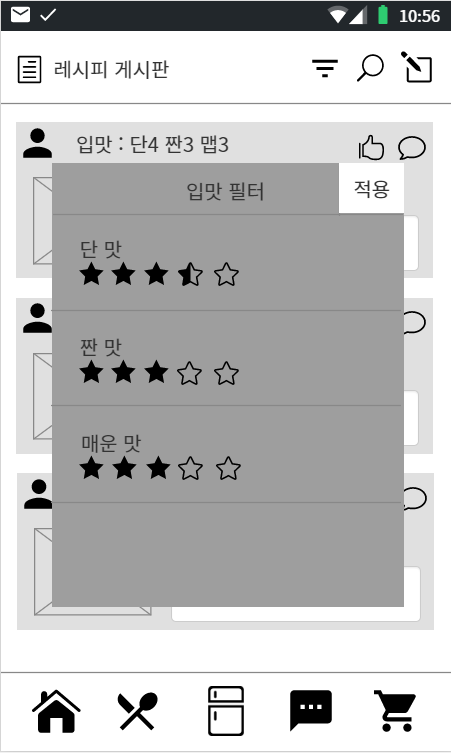 10:56
레시피 게시판
입맛 : 단4 짠3 맵3
입맛 필터
적용
단 맛
짠 맛
매운 맛